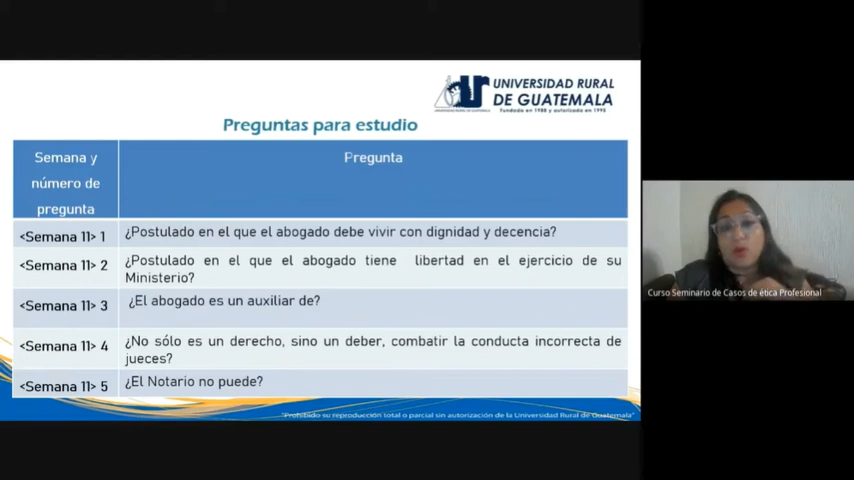 UNIVERSIDAD RURAL
DE GUATEMALA
Fundada en 1988 y autorizada en 1995
Preguntas para estudio
Semana y
número de
pregunta
Pregunta
<Semana 11> 1
¿Postulado en el que el abogado debe vivir con dignidad y decencia?
<Semana 11> 2
¿Postulado en el que el abogado tiene libertad en el ejercicio de su
Ministerio?
<Semana 11> 3
¿El abogado es un auxiliar de?
<Semana 11> 4
¿No sólo es un derecho, sino un deber, combatir la conducta incorrecta de
jueces?
<Semana 11> 5
¿El Notario no puede?
"Prohibido su reproducción total o parcial sin autorización de la Universidad Rural de Guatemala"
Curso Seminario de Casos de ética Profesional